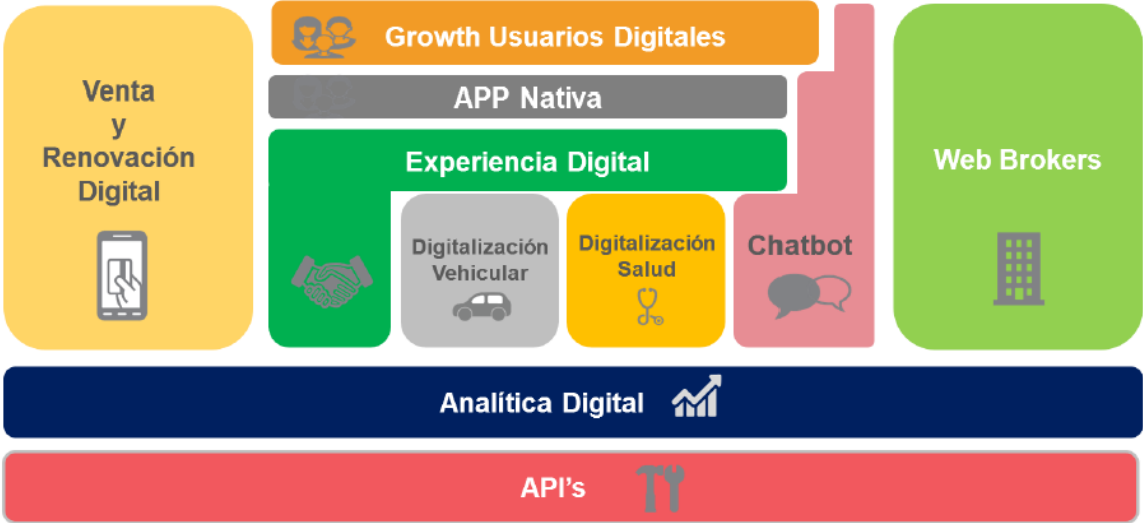 Venta
y
Renovación
Digital
Growth Usuarios Digitales
APP Nativa
Experiencia Digital
Digitalización
Vehicular
Digitalización
Salud
Chatbot
Web Brokers
Analítica Digital
API's